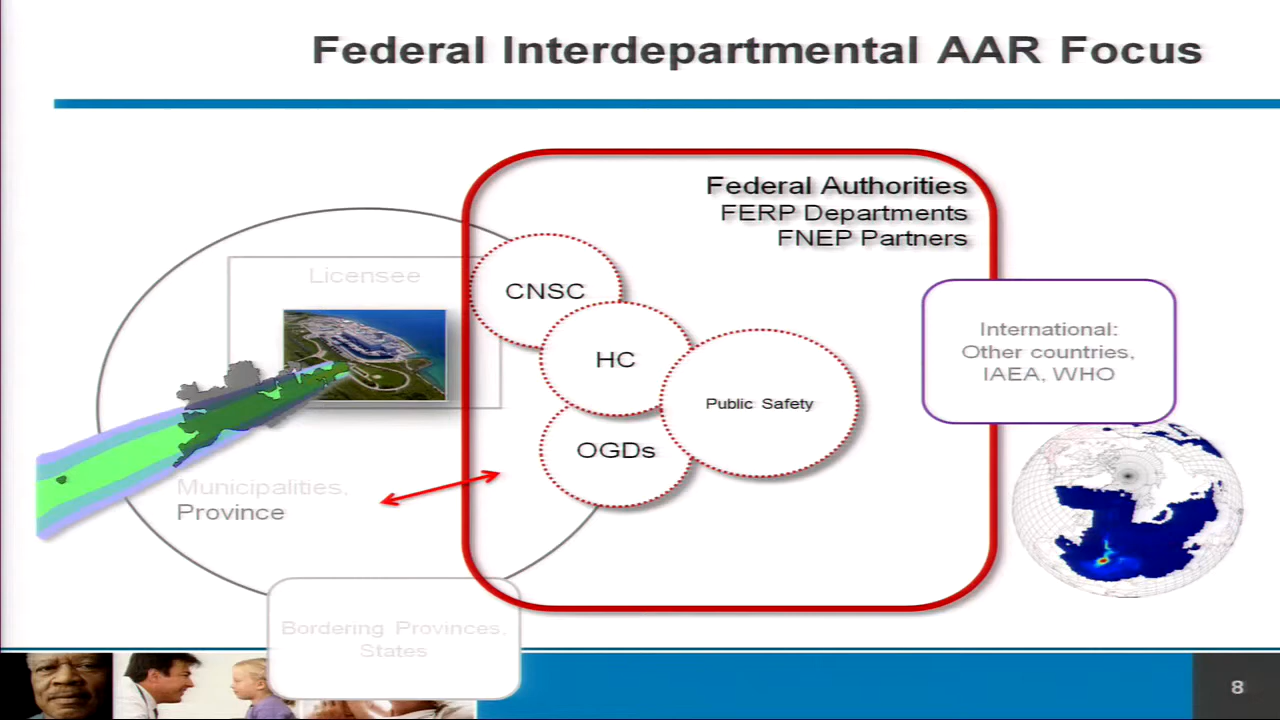 Federal Interdepartmental AAR Focus
Federal Authorities
FERP Departments
FNEP Partners
Licensee
CNSC
HC
Public Safety
OGDs
International:
Other countries,
IAEA, WHO
Municipalities,
Province
Bordering Provinces,
States
8